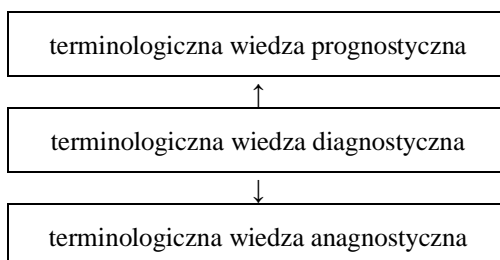 terminologiczna wiedza prognostyczna
↑
terminologiczna wiedza diagnostyczna
↓
terminologiczna wiedza anagnostyczna